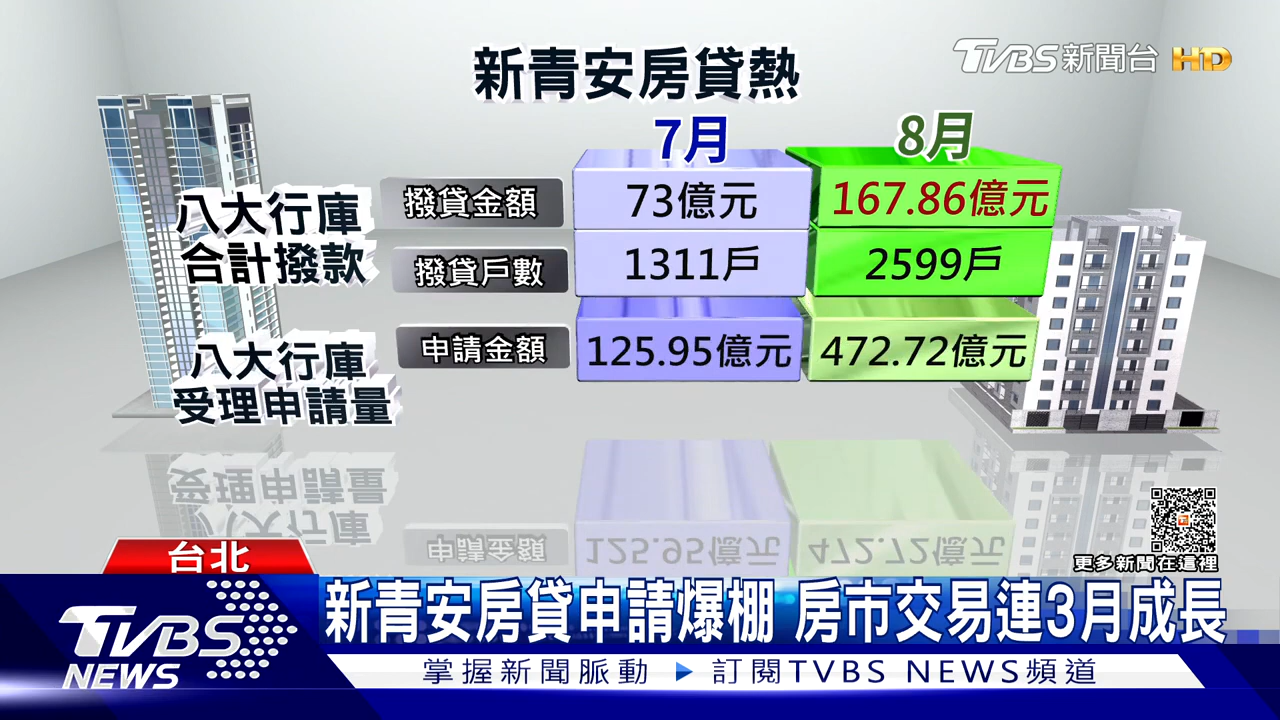 TVBS新聞台 HD
新青安房貸熱
7月 8月
八大行庫
合計撥款
撥貸金額 73億元 167.86億元
撥貸戶數 1311戶 2599戶
八大行庫
受理申請量
申請金額 125.95億元 472.72億元
更多新聞在這裡
台北
新青安房貸申請爆棚 房市交易連3月成長
TVBS
NEWS
掌握新聞脈動 ▶ 訂閱TVBS NEWS頻道